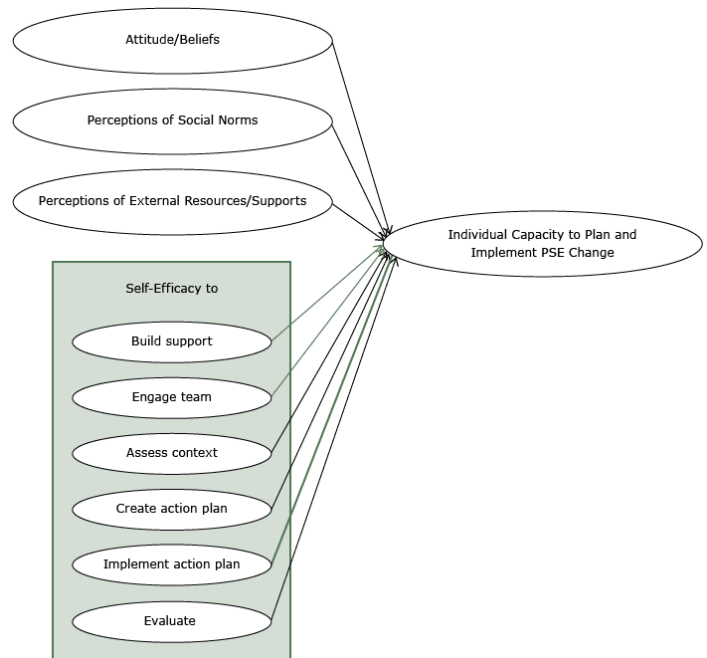 Attitude/Beliefs
Perceptions of Social Norms
Perceptions of External Resources/Supports
Individual Capacity to Plan and
Implement PSE Change
Self-Efficacy to
Build support
Engage team
Assess context
Create action plan
Implement action plan
Evaluate